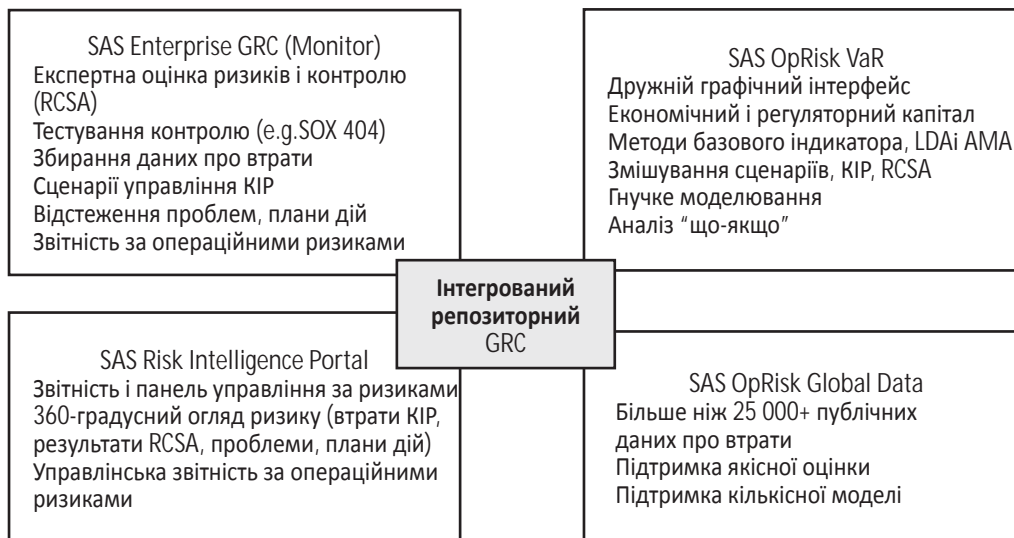 SAS Enterprise GRC (Monitor)
Експертна оцінка ризиків і контролю
(RCSA)
Тестування контролю (e.g.SOX 404)
Збирання даних про втрати
Сценарії управління КІР
Відстеження проблем, плани дій
Звітність за операційними ризиками
SAS OpRisk VaR
Дружній графічний інтерфейс
Економічний і регуляторний капітал
Методи базового індикатора, LDAі AMA
Змішування сценаріїв, КІР, RCSA
Гнучке моделювання
Аналіз “що-якщо”
Інтегрований
репозиторний
GRC
SAS Risk Intelligence Portal
Звітність і панель управління за ризиками
360-градусний огляд ризику (втрати КІР,
результати RCSA, проблеми, плани дій)
Управлінська звітність за операційними
ризиками
SAS OpRisk Global Data
Більше ніж 25 000+ публічних
даних про втрати
Підтримка якісної оцінки
Підтримка кількісної моделі